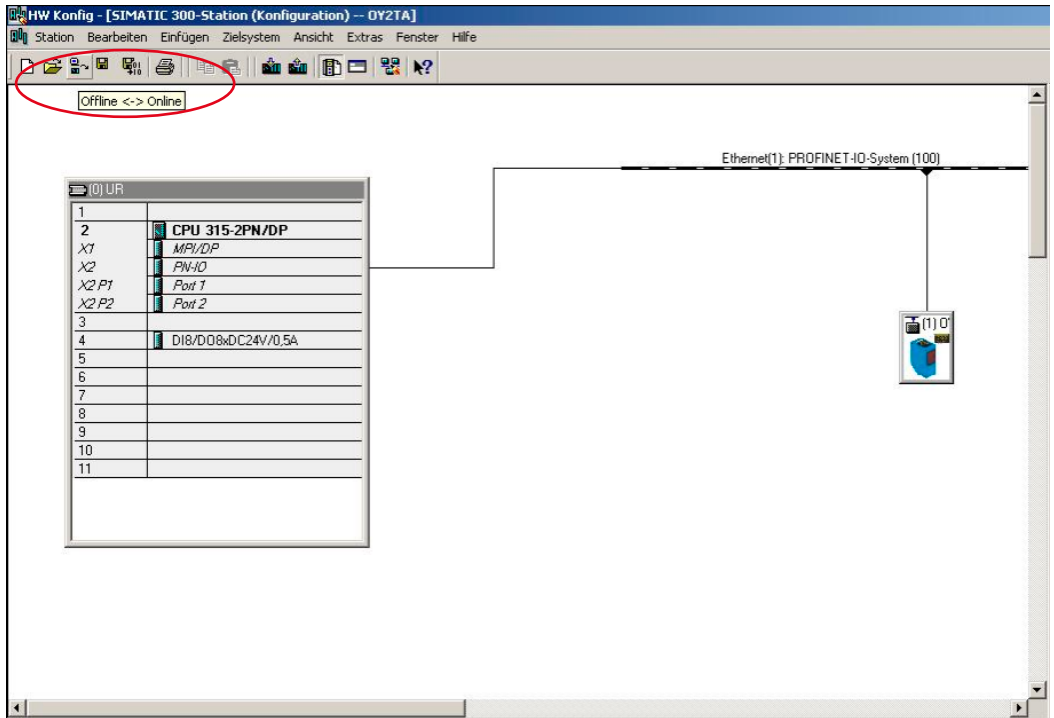 HW Konfig - [SIMATIC 300-Station (Konfiguration) -- OY2TA]
Station Bearbeiten Einfügen Zielsystem Ansicht Extras Fenster Hilfe
Offline <-> Online
Ethernet(1): PROFINET-IO-System (100)
(0) UR
1
2 CPU 315-2PN/DP
X1 MPI/DP
X2 PN-IO
X2 P1 Port 1
X2 P2 Port 2
3
4 DI8/DO8xDC24V/0,5A
5
6
7
8
9
10
11
(1) O'